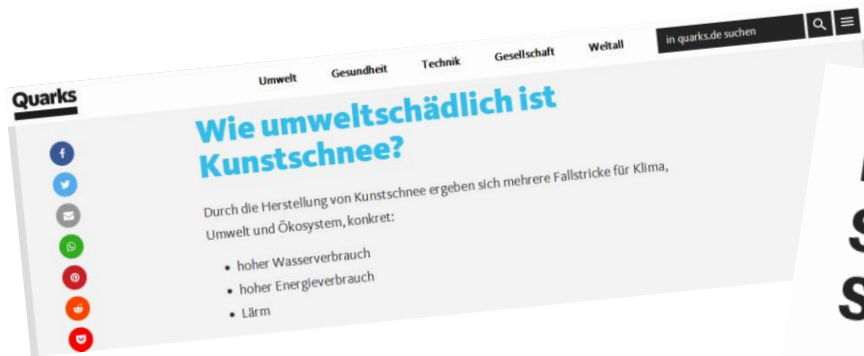 Quarks
Umwelt Gesundheit Technik Gesellschaft Weltall in quarks.de suchen
Wie umweltschädlich ist
Kunstschnee?
Durch die Herstellung von Kunstschnee ergeben sich mehrere Fallstricke für Klima,
Umwelt und Ökosystem, konkret:
• hoher Wasserverbrauch
• hoher Energieverbrauch
• Lärm